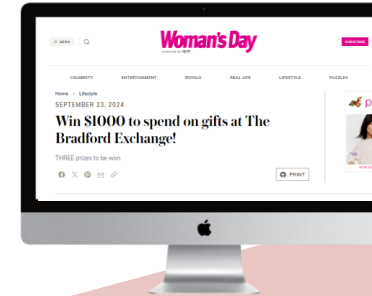 MENU
Woman's Day
SUBSCRIBE
CELEBRITY ENTERTAINMENT ROYALS REAL LIFE LIFESTYLE PUZZLES
Home > Lifestyle
SEPTEMBER 23, 2024
Win $1000 to spend on gifts at The
Bradford Exchange!
THREE prizes to be won.
PRINT